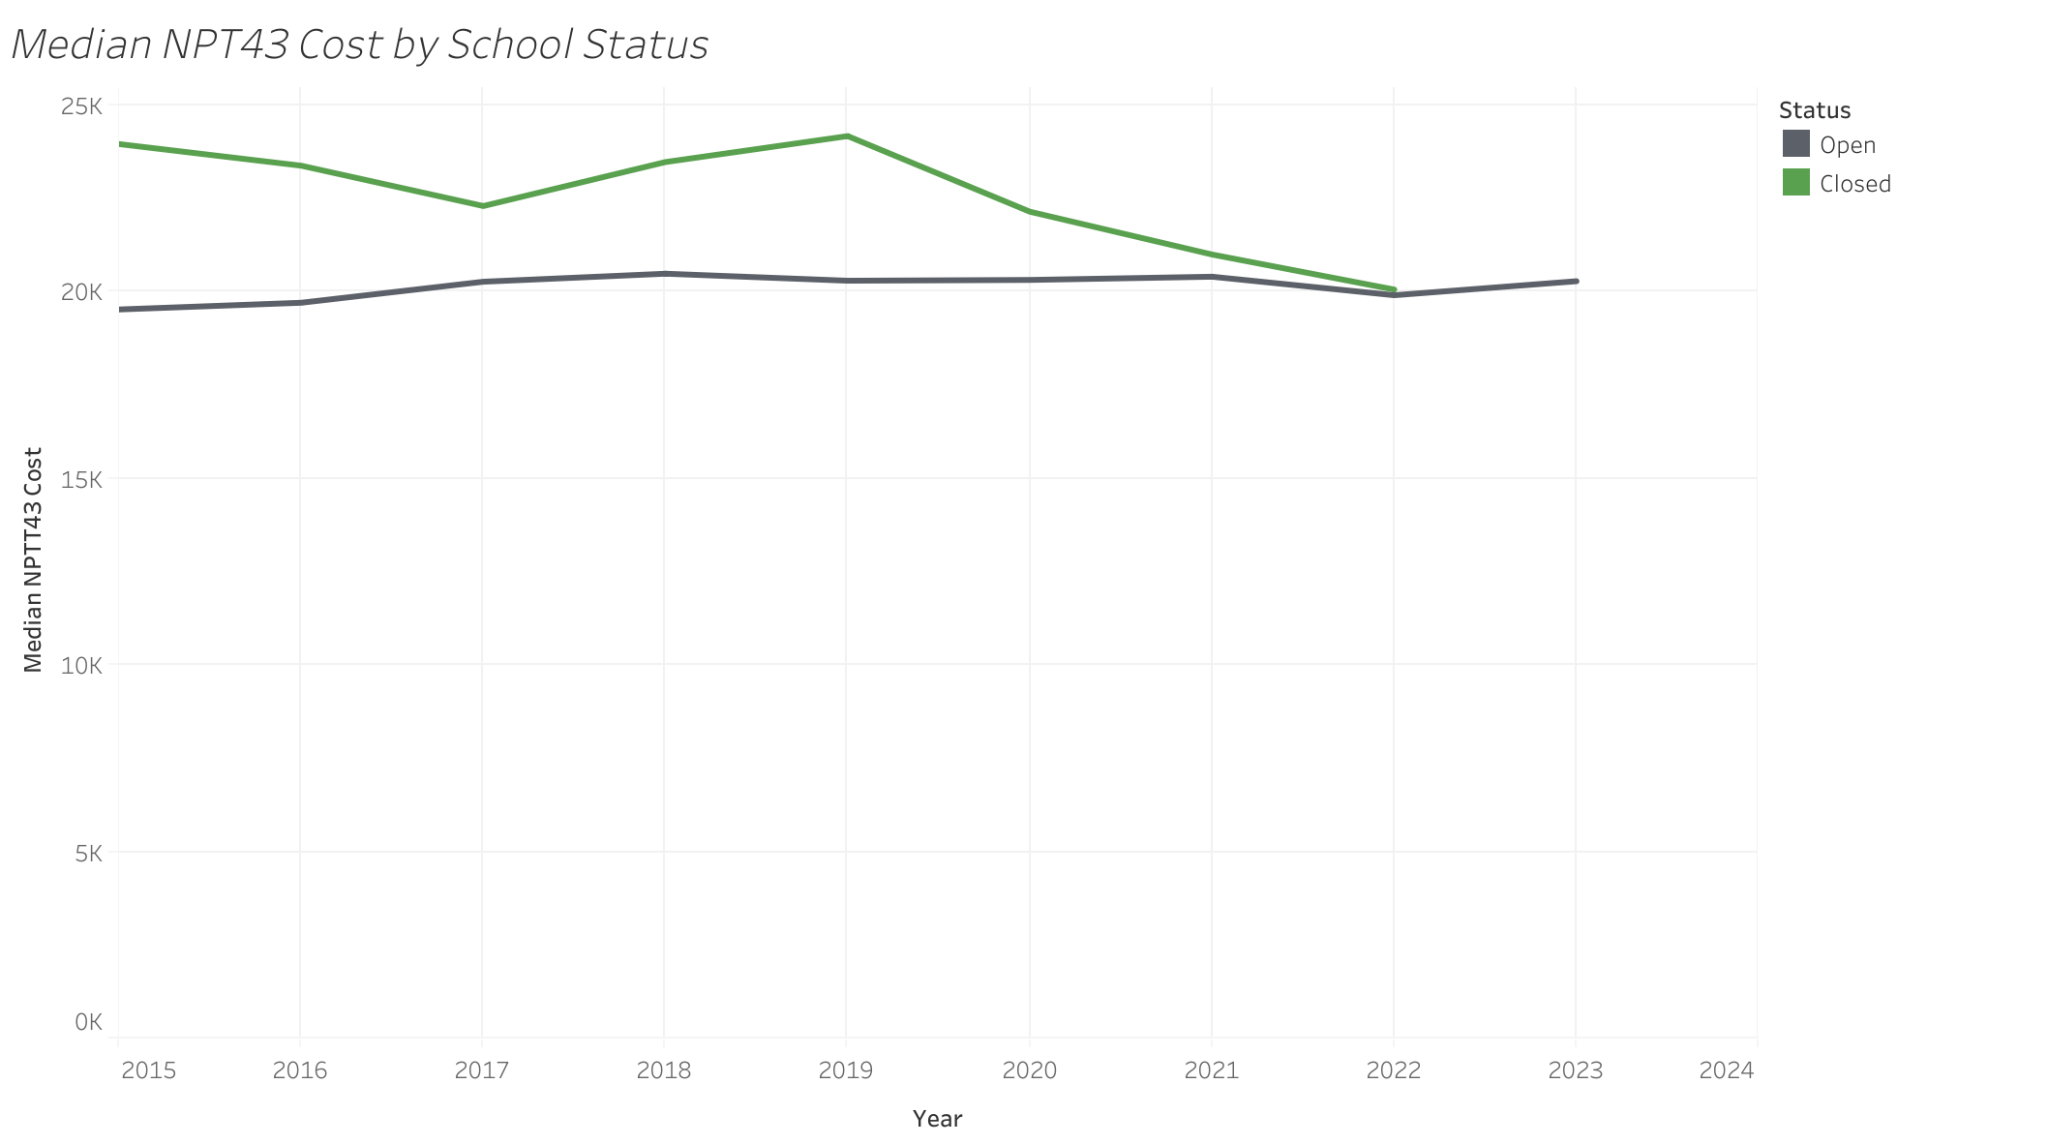 Median NPT43 Cost by School Status
25K
20K
15K
10K
5K
0K
Median NPTT43 Cost
2015 2016 2017 2018 2019 2020 2021 2022 2023 2024
Year
Status
Open
Closed